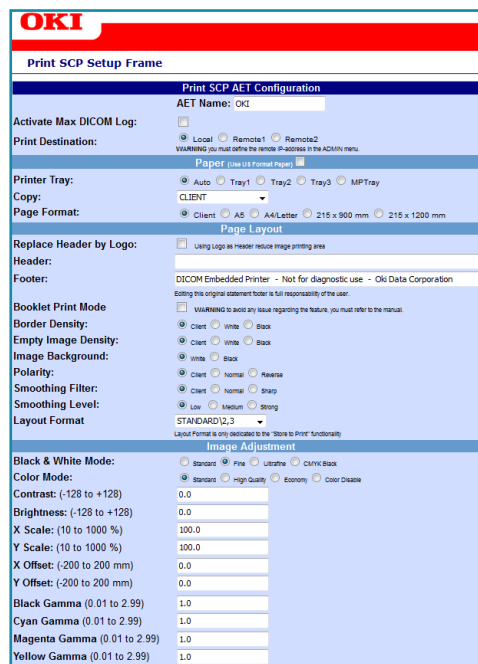 OKI
Print SCP Setup Frame
Print SCP AET Configuration
AET Name: OKI
Activate Max DICOM Log:
Print Destination: Local Remote1 Remote2
WARNING you must define the remote IP-address in the ADMIN menu.
Paper (Use US Format Paper)
Printer Tray: Auto Tray1 Tray2 Tray3 MPTray
Copy: CLIENT
Page Format: Client A5 A4/Letter 215 x 900 mm 215 x 1200 mm
Page Layout
Replace Header by Logo: Using Logo as Header reduce image printing area
Header:
Footer: DICOM Embedded Printer - Not for diagnostic use - Oki Data Corporation
Editing this original statement footer is full responsability of the user.
Booklet Print Mode WARNING to avoid any issue regarding the feature, you must refer to the manual.
Border Density: Client White Black
Empty Image Density: Client White Black
Image Background: White Black
Polarity: Client Normal Reverse
Smoothing Filter: Client Normal Sharp
Smoothing Level: Low Medium Strong
Layout Format STANDARD\2,3
Layout Format is only dedicated to the "Store to Print" functionality
Image Adjustment
Black & White Mode: Standard Fine Ultrafine CMYK Black
Color Mode: Standard High Quality Economy Color Disable
Contrast: (-128 to +128) 0.0
Brightness: (-128 to +128) 0.0
X Scale: (10 to 1000 %) 100.0
Y Scale: (10 to 1000 %) 100.0
X Offset: (-200 to 200 mm) 0.0
Y Offset: (-200 to 200 mm) 0.0
Black Gamma (0.01 to 2.99) 1.0
Cyan Gamma (0.01 to 2.99) 1.0
Magenta Gamma (0.01 to 2.99) 1.0
Yellow Gamma (0.01 to 2.99) 1.0